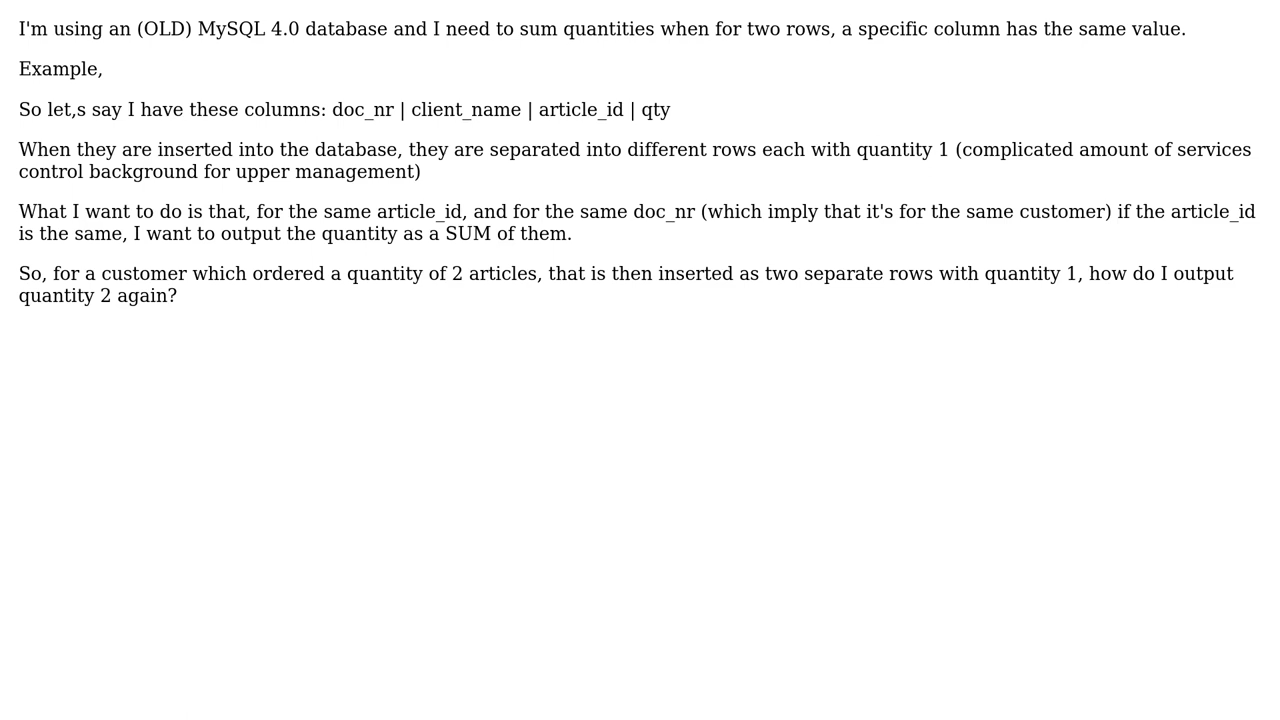 I'm using an (OLD) MySQL 4.0 database and I need to sum quantities when for two rows, a specific column has the same value.
Example,
So let,s say I have these columns: doc_nr | client_name | article_id | qty
When they are inserted into the database, they are separated into different rows each with quantity 1 (complicated amount of services
control background for upper management)
What I want to do is that, for the same article_id, and for the same doc_nr (which imply that it's for the same customer) if the article_id
is the same, I want to output the quantity as a SUM of them.
So, for a customer which ordered a quantity of 2 articles, that is then inserted as two separate rows with quantity 1, how do I output
quantity 2 again?